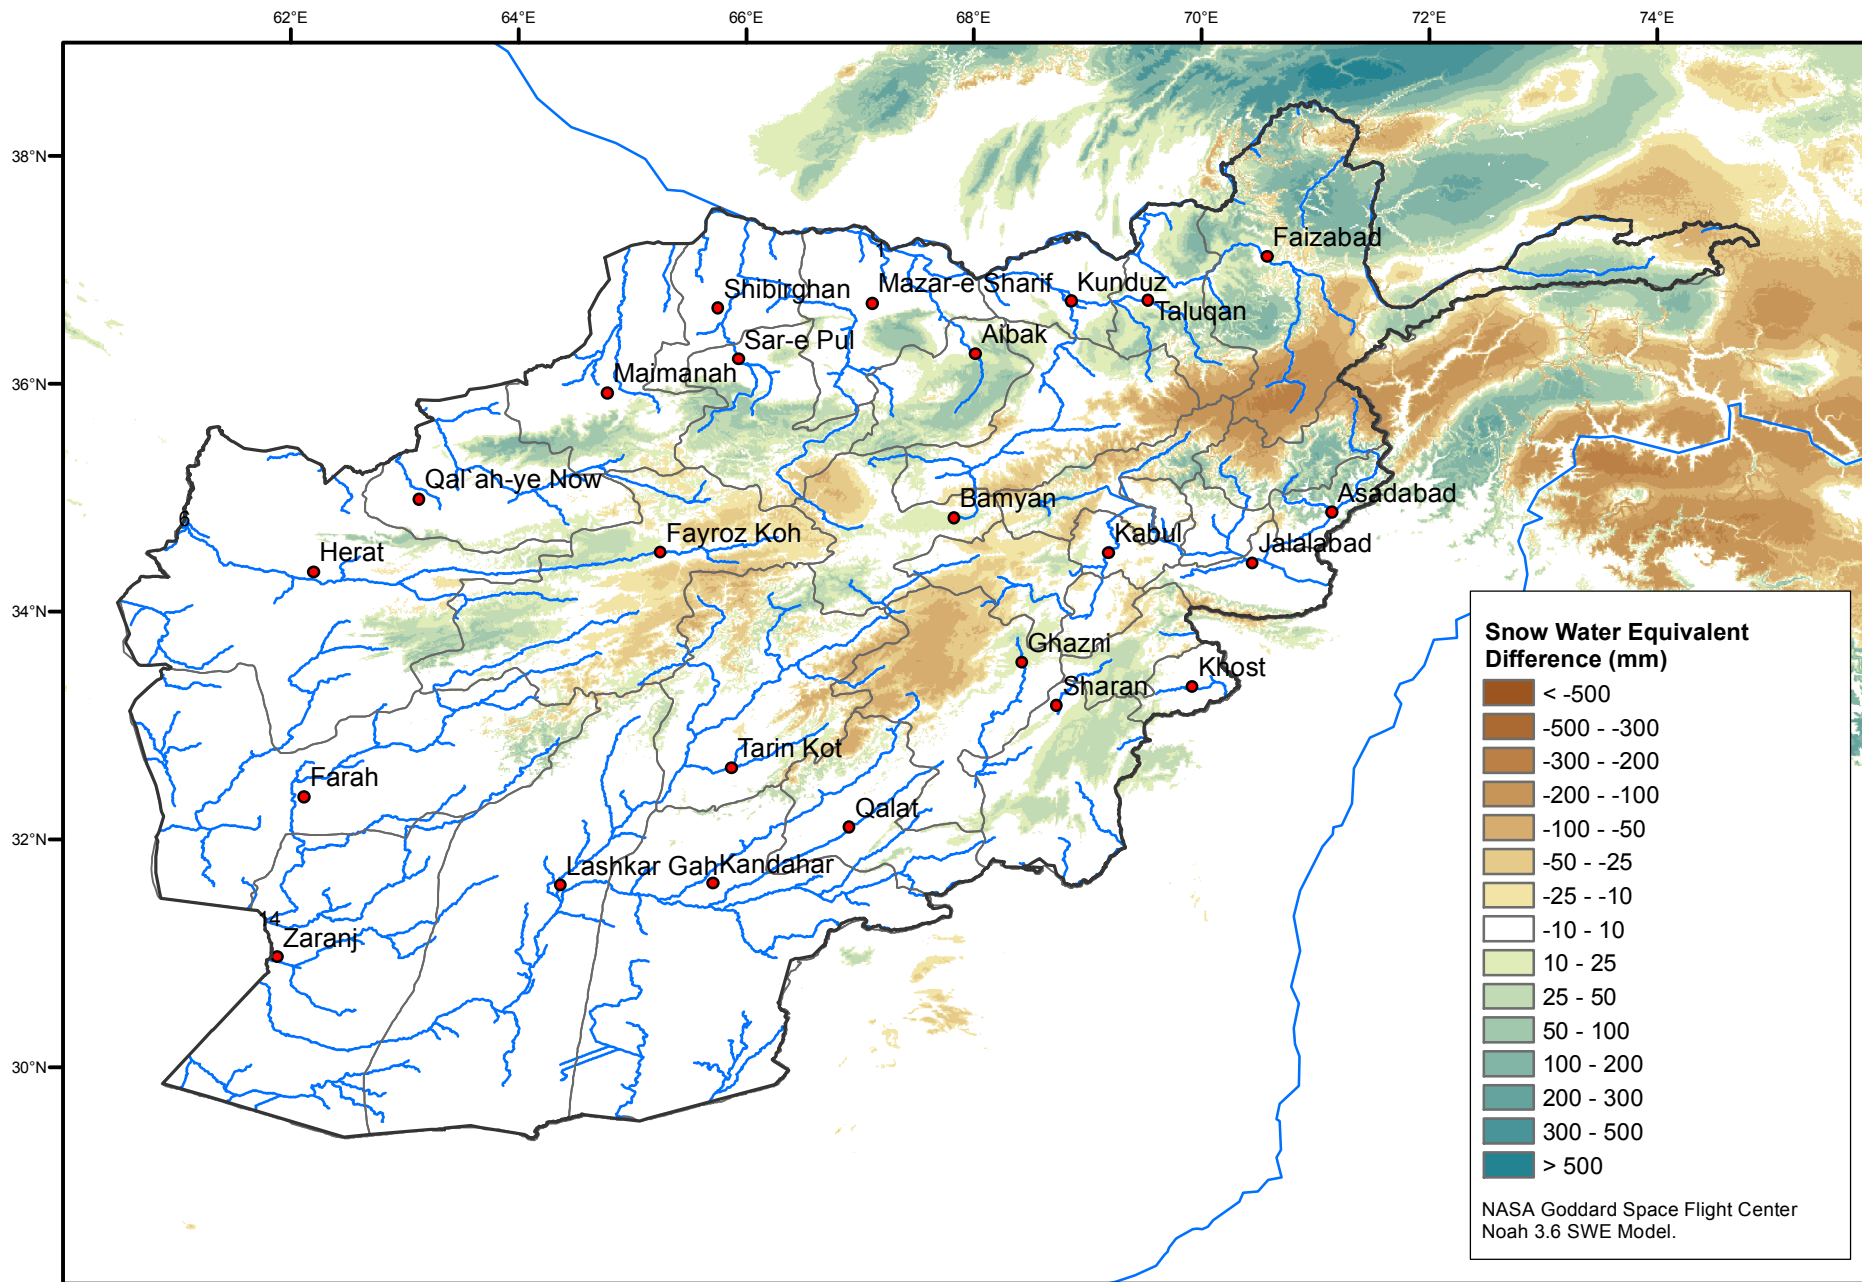 62°E 64°E 66°E 68°E 70°E 72°E 74°E
38°N
36°N
34°N
32°N
30°N
Faizabad
Shibirghan
Mazar-e Sharif
Kunduz
Taluqan
Sar-e Pul
Aibak
Maimanah
Qal`ah-ye Now
Bamyan
Asadabad
6
Herat
Fayroz Koh
Kabul
Jalalabad
Ghazni
Khost
Sharan
Tarin Kot
Farah
Qalat
Lashkar Gah
Kandahar
14
Zaranj
Snow Water Equivalent
Difference (mm)
< -500
-500 - -300
-300 - -200
-200 - -100
-100 - -50
-50 - -25
-25 - -10
-10 - 10
10 - 25
25 - 50
50 - 100
100 - 200
200 - 300
300 - 500
> 500
NASA Goddard Space Flight Center
Noah 3.6 SWE Model.